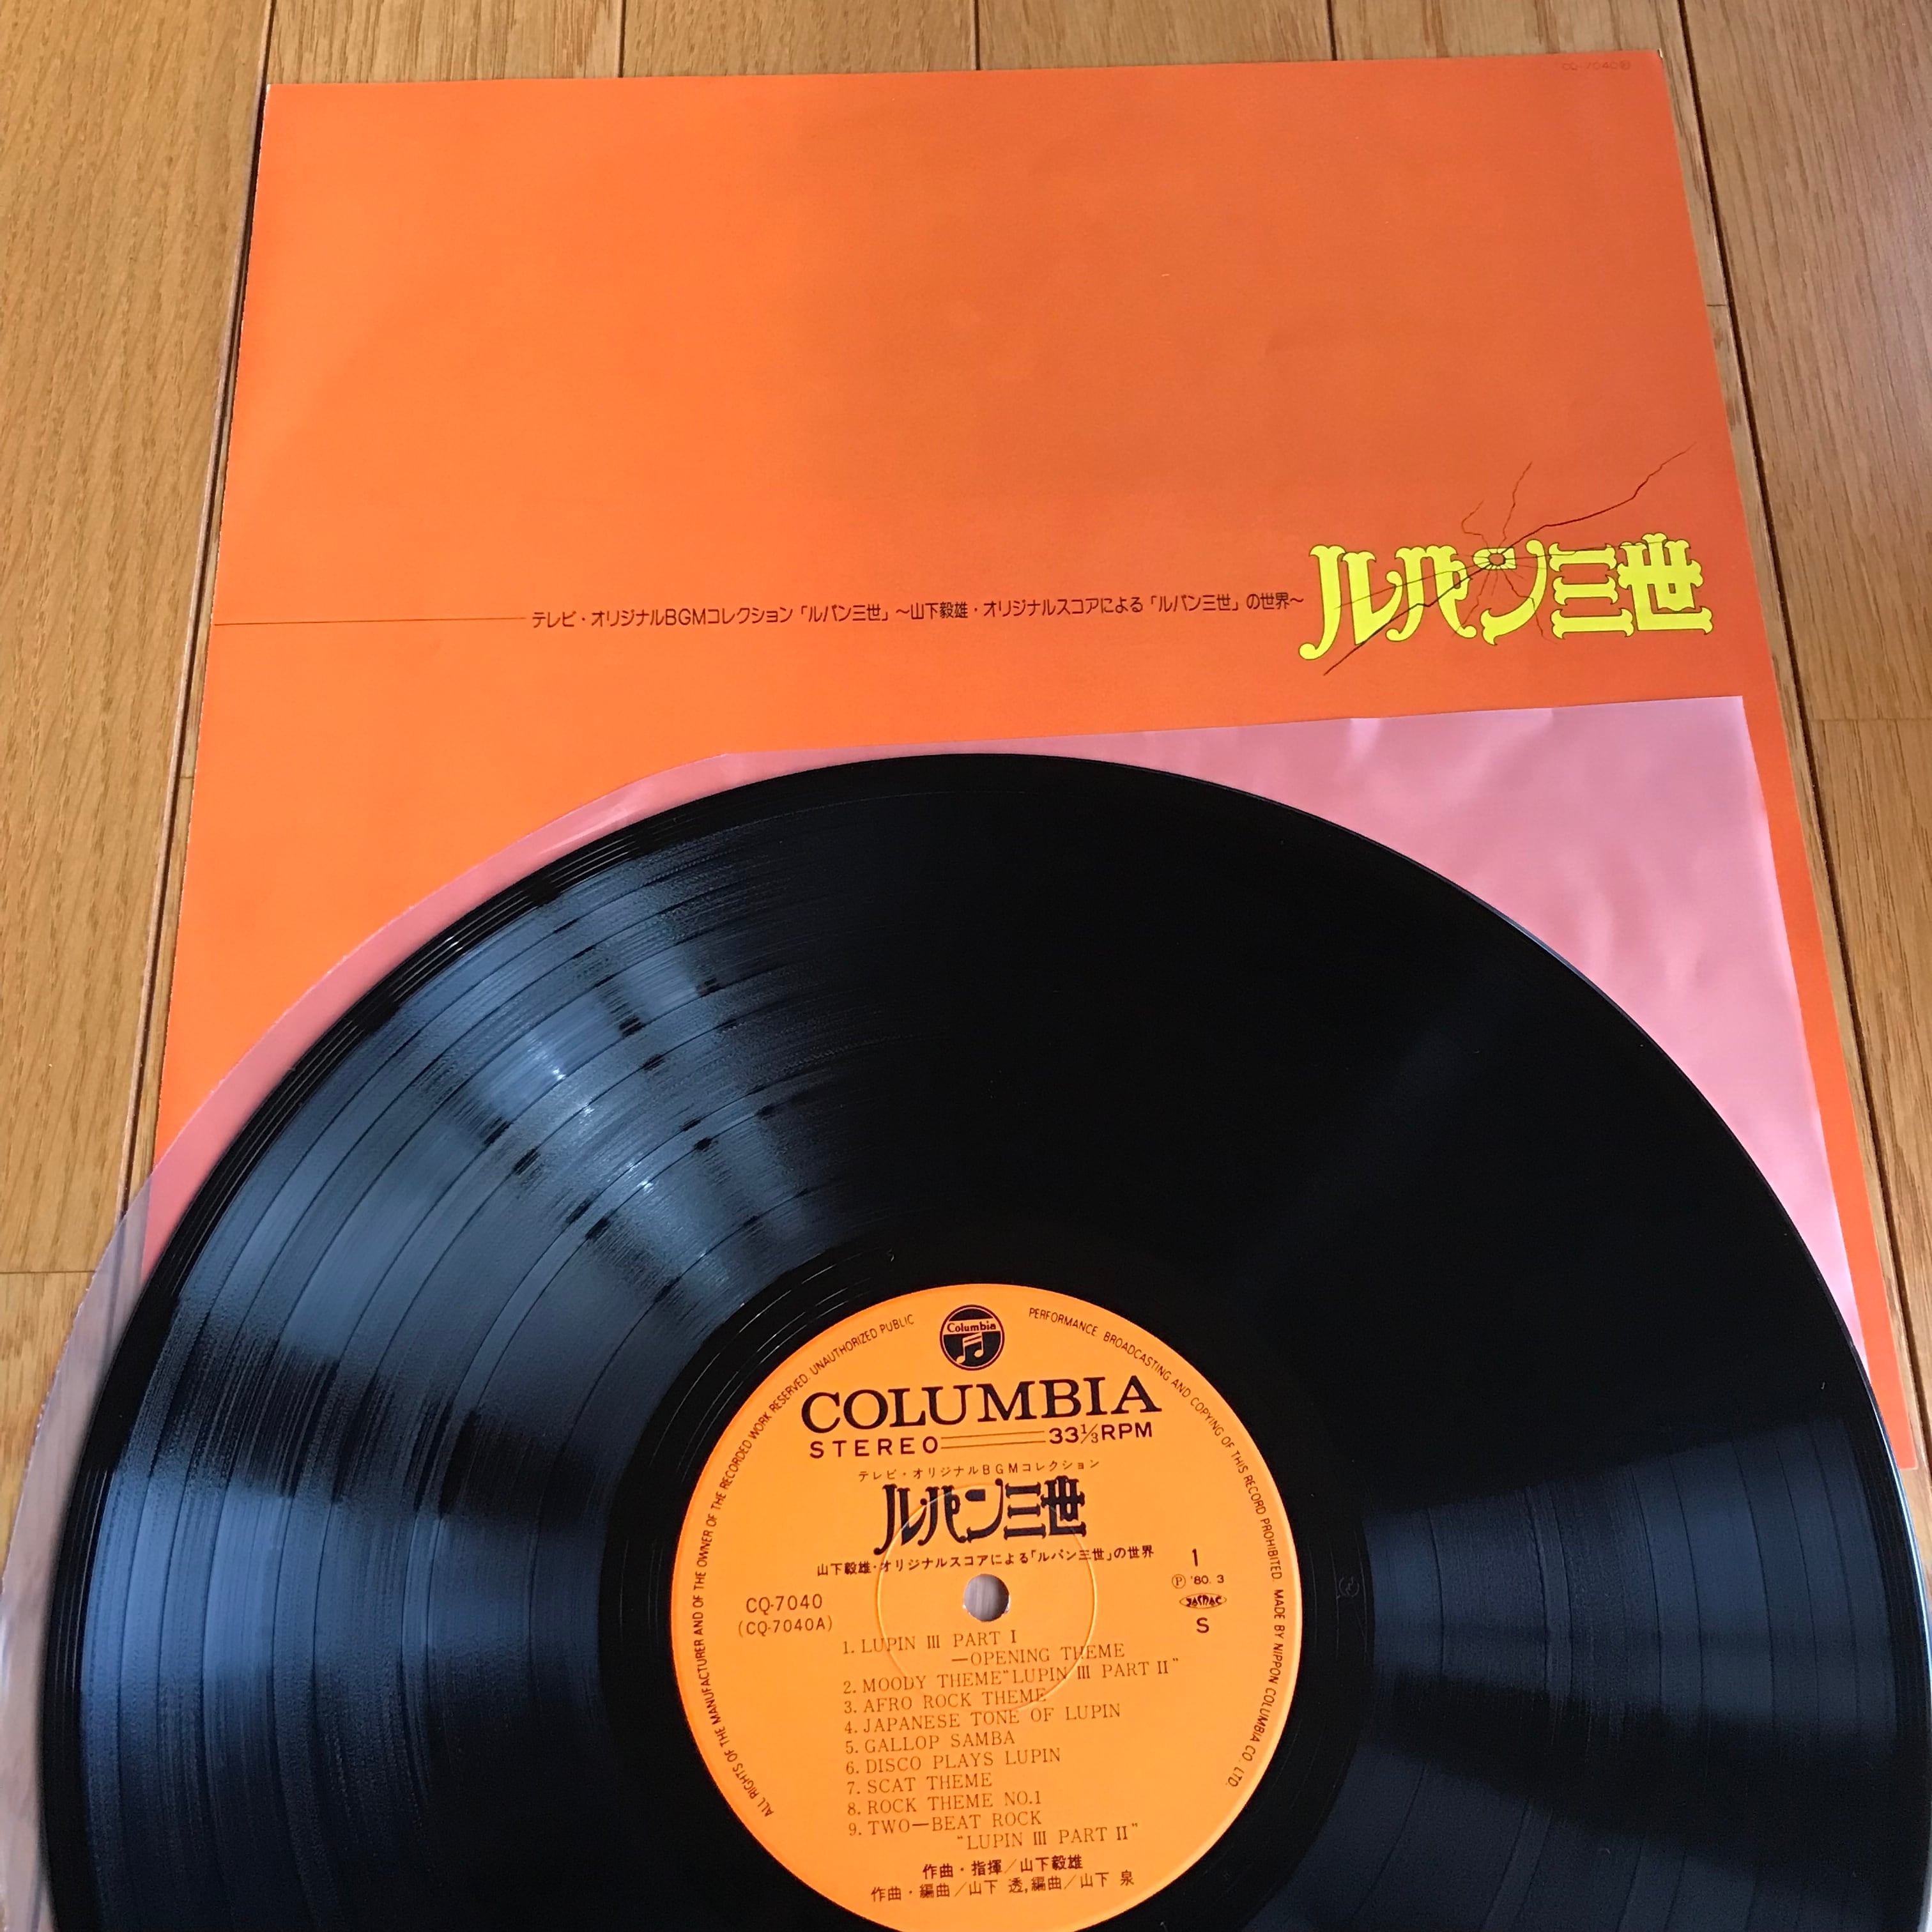 CQ-7040
テレビ・オリジナルBGMコレクション「ルパン三世」〜山下毅雄・オリジナルスコアによる「ルパン三世」の世界〜
ルパン三世
Columbia
ALL RIGHTS OF THE MANUFACTURER AND OF THE OWNER OF THE RECORDED WORK RESERVED. UNAUTHORIZED PUBLIC PERFORMANCE, BROADCASTING AND COPYING OF THIS RECORD PROHIBITED. MADE BY NIPPON COLUMBIA CO. LTD.
COLUMBIA
STEREO 33⅓RPM
テレビ・オリジナルBGMコレクション
ルパン三世
山下毅雄・オリジナルスコアによる「ルパン三世」の世界
1
Ⓟ '80. 3
JASRAC
S
CQ-7040
(CQ-7040A)
1. LUPIN III PART I
—OPENING THEME
2. MOODY THEME"LUPIN III PART II"
3. AFRO ROCK THEME
4. JAPANESE TONE OF LUPIN
5. GALLOP SAMBA
6. DISCO PLAYS LUPIN
7. SCAT THEME
8. ROCK THEME NO.1
9. TWO—BEAT ROCK
"LUPIN III PART II"
作曲・指揮／山下毅雄
作曲・編曲／山下 透,編曲／山下 泉